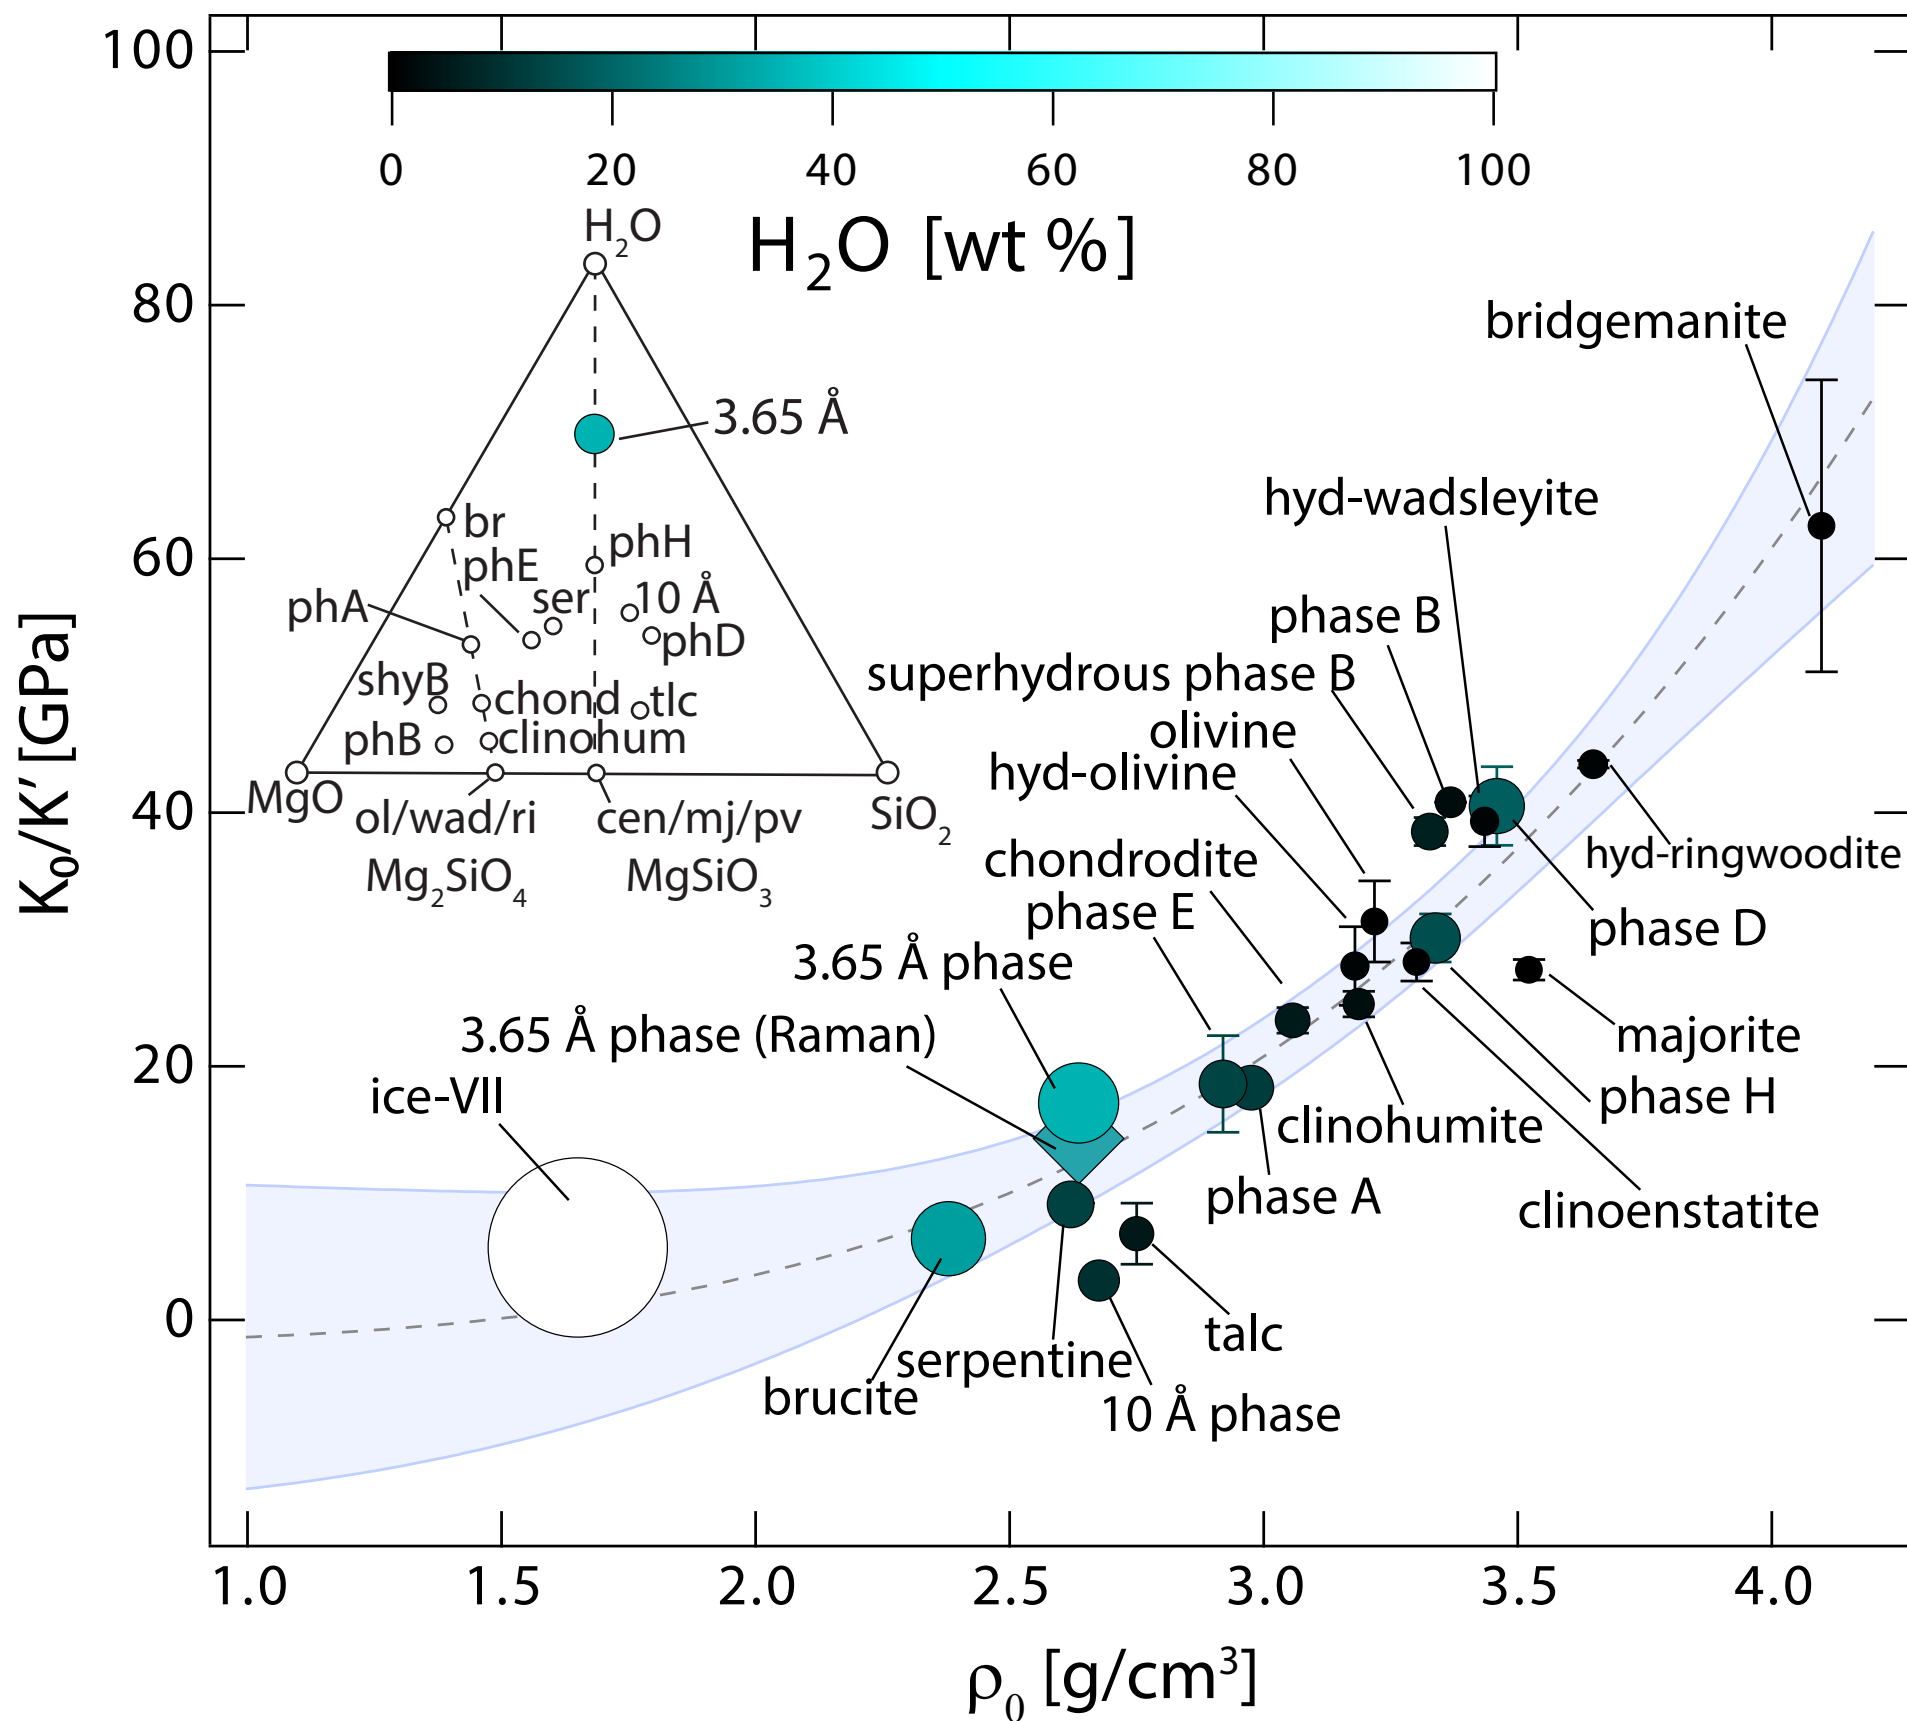 100
80
60
40
20
0
K₀/K′ [GPa]
0 20 40 60 80 100
H₂O [wt %]
H₂O
3.65 Å
br
phE
phH
phA
ser
10 Å
phD
shyB
chond
tlc
phB
clinohum
MgO
ol/wad/ri
Mg₂SiO₄
cen/mj/pv
MgSiO₃
SiO₂
bridgemanite
hyd-wadsleyite
phase B
superhydrous phase B
olivine
hyd-olivine
chondrodite
hyd-ringwoodite
phase E
phase D
3.65 Å phase
3.65 Å phase (Raman)
majorite
ice-VII
phase H
clinohumite
phase A
clinoenstatite
talc
serpentine
brucite
10 Å phase
1.0 1.5 2.0 2.5 3.0 3.5 4.0
ρ₀ [g/cm³]